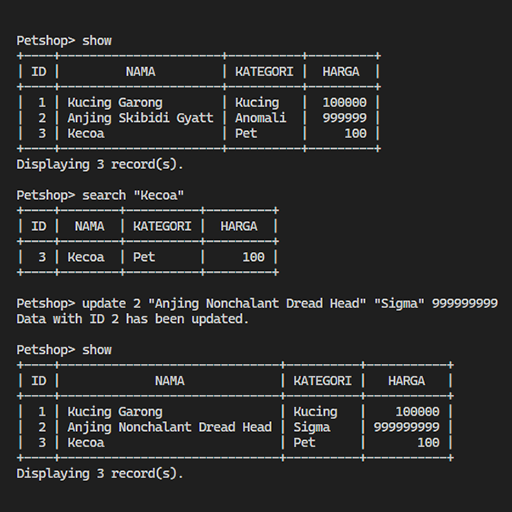 Petshop> show
+----+----------------------+----------+---------+
| ID |         NAMA         | KATEGORI |  HARGA  |
+----+----------------------+----------+---------+
|  1 | Kucing Garong        | Kucing   |  100000 |
|  2 | Anjing Skibidi Gyatt | Anomali  |  999999 |
|  3 | Kecoa                | Pet      |     100 |
+----+----------------------+----------+---------+
Displaying 3 record(s).
Petshop> search "Kecoa"
+----+-------+----------+---------+
| ID |  NAMA | KATEGORI |  HARGA  |
+----+-------+----------+---------+
|  3 | Kecoa | Pet      |     100 |
+----+-------+----------+---------+
Petshop> update 2 "Anjing Nonchalant Dread Head" "Sigma" 999999999
Data with ID 2 has been updated.
Petshop> show
+----+------------------------------+----------+-----------+
| ID |             NAMA             | KATEGORI |   HARGA   |
+----+------------------------------+----------+-----------+
|  1 | Kucing Garong                | Kucing   |    100000 |
|  2 | Anjing Nonchalant Dread Head | Sigma    | 999999999 |
|  3 | Kecoa                        | Pet      |       100 |
+----+------------------------------+----------+-----------+
Displaying 3 record(s).